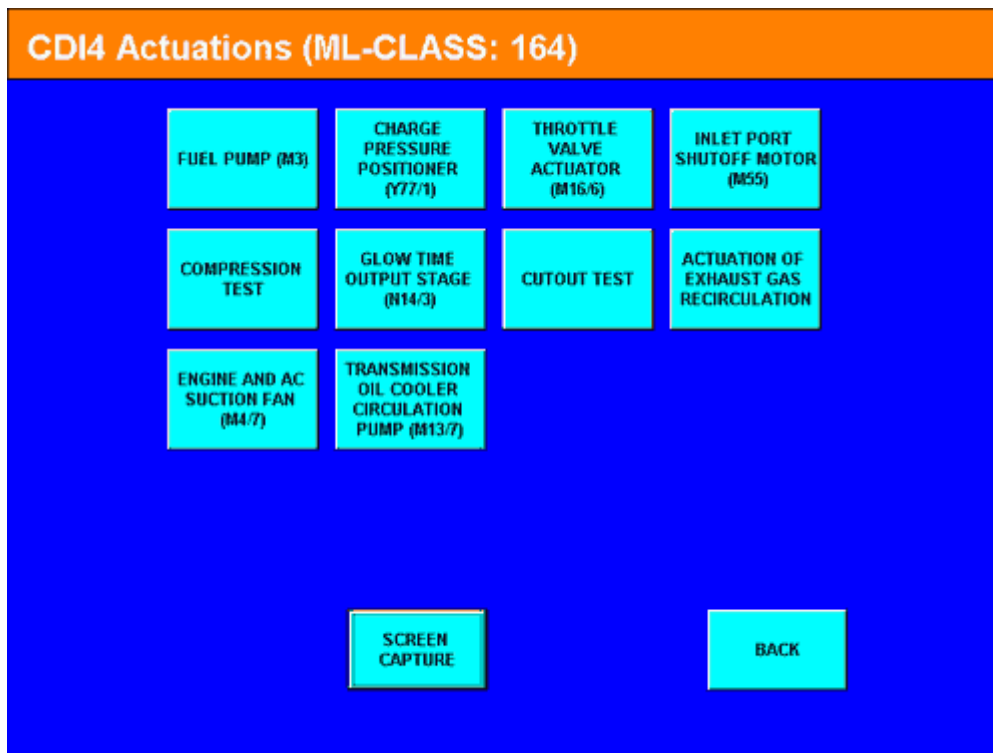 CDI4 Actuations (ML-CLASS: 164)
FUEL PUMP (M3)
CHARGE
PRESSURE
POSITIONER
(Y77/1)
THROTTLE
VALVE
ACTUATOR
(M16/6)
INLET PORT
SHUTOFF MOTOR
(M55)
COMPRESSION
TEST
GLOW TIME
OUTPUT STAGE
(N14/3)
CUTOUT TEST
ACTUATION OF
EXHAUST GAS
RECIRCULATION
ENGINE AND AC
SUCTION FAN
(M4/7)
TRANSMISSION
OIL COOLER
CIRCULATION
PUMP (M13/7)
SCREEN
CAPTURE
BACK